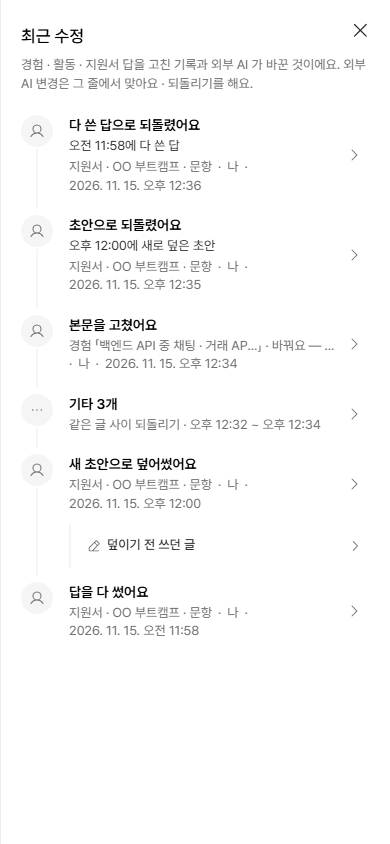 최근 수정
경험 · 활동 · 지원서 답을 고친 기록과 외부 AI 가 바꾼 것이에요. 외부
AI 변경은 그 줄에서 맞아요 · 되돌리기를 해요.
다 쓴 답으로 되돌렸어요
오전 11:58에 다 쓴 답
지원서 · OO 부트캠프 · 문항 · 나 ·
2026. 11. 15. 오후 12:36
초안으로 되돌렸어요
오후 12:00에 새로 덮은 초안
지원서 · OO 부트캠프 · 문항 · 나 ·
2026. 11. 15. 오후 12:35
본문을 고쳤어요
경험 「백엔드 API 중 채팅 · 거래 AP...」 · 바꿔요 — ...
· 나 · 2026. 11. 15. 오후 12:34
기타 3개
같은 글 사이 되돌리기 · 오후 12:32 ~ 오후 12:34
새 초안으로 덮어썼어요
지원서 · OO 부트캠프 · 문항 · 나 ·
2026. 11. 15. 오후 12:00
덮이기 전 쓰던 글
답을 다 썼어요
지원서 · OO 부트캠프 · 문항 · 나 ·
2026. 11. 15. 오전 11:58